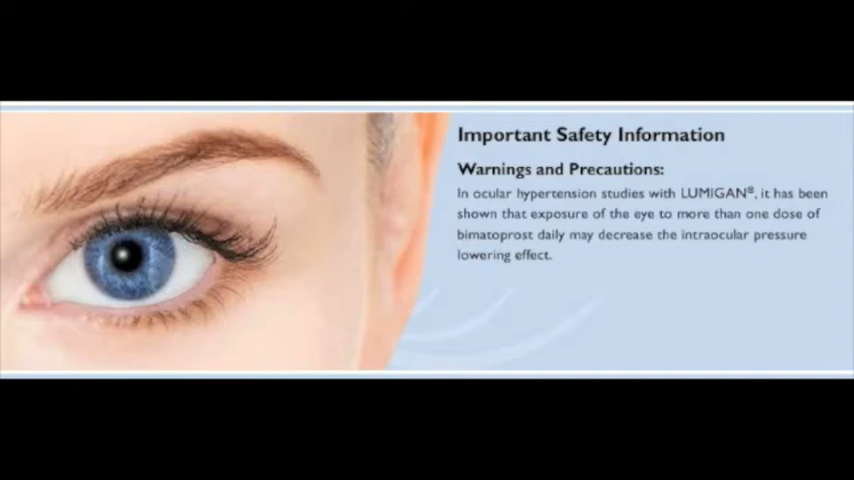 Important Safety Information
Warnings and Precautions:
In ocular hypertension studies with LUMIGAN®, it has been
shown that exposure of the eye to more than one dose of
bimatoprost daily may decrease the intraocular pressure
lowering effect.